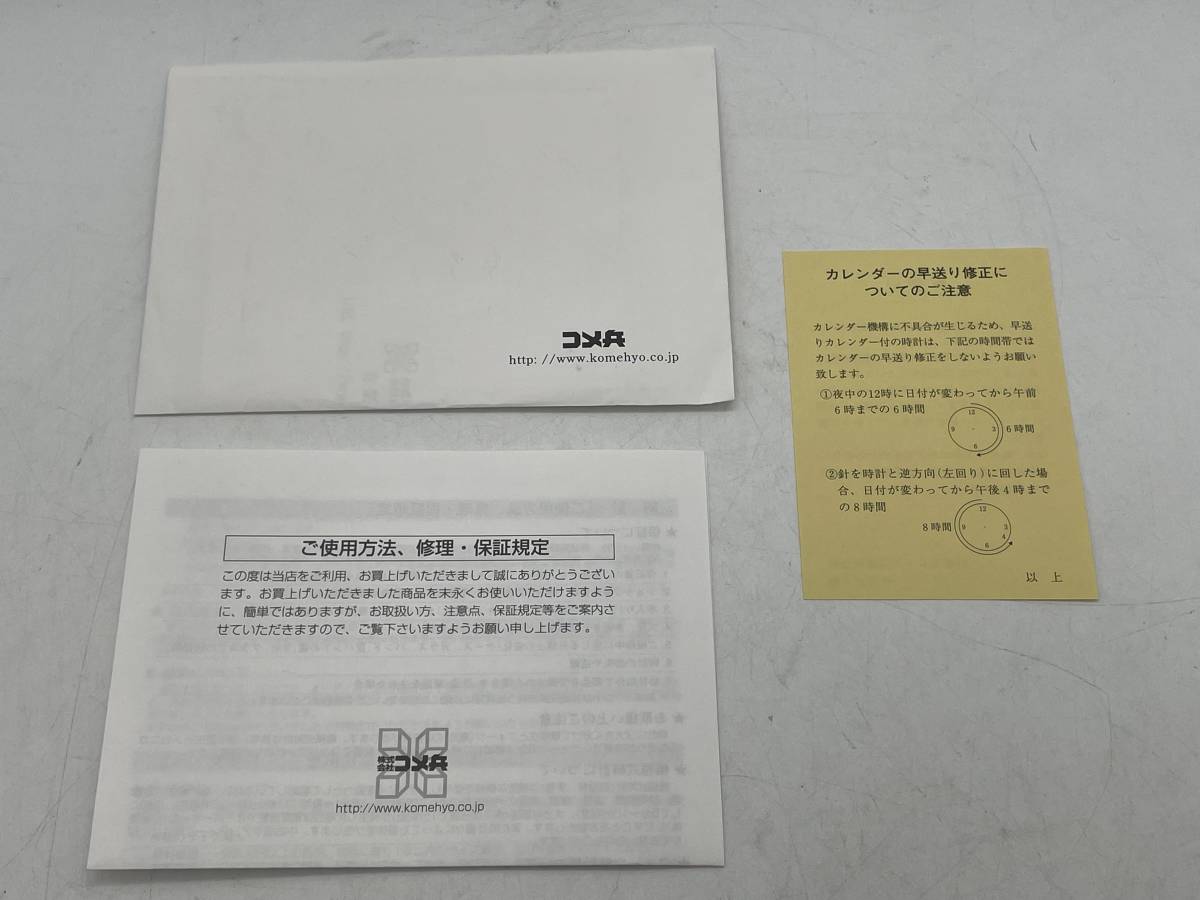 コメ兵
http: //www.komehyo.co.jp
ご使用方法、修理・保証規定
この度は当店をご利用、お買上げいただきまして誠にありがとうござい
ます。お買上げいただきました商品を末永くお使いいただけますよう
に、簡単ではありますが、お取扱い方、注意点、保証規定等をご案内さ
せていただきますので、ご覧下さいますようお願い申し上げます。
株式会社コメ兵
http://www.komehyo.co.jp
カレンダーの早送り修正に
ついてのご注意
カレンダー機構に不具合が生じるため、早送
りカレンダー付の時計は、下記の時間帯では
カレンダーの早送り修正をしないようお願い
致します。
①夜中の12時に日付が変わってから午前
6時までの6時間
12
9 3 6時間
6
②針を時計と逆方向(左回り)に回した場
合、日付が変わってから午後4時まで
の8時間
12
8時間 9 3
4
6
以上